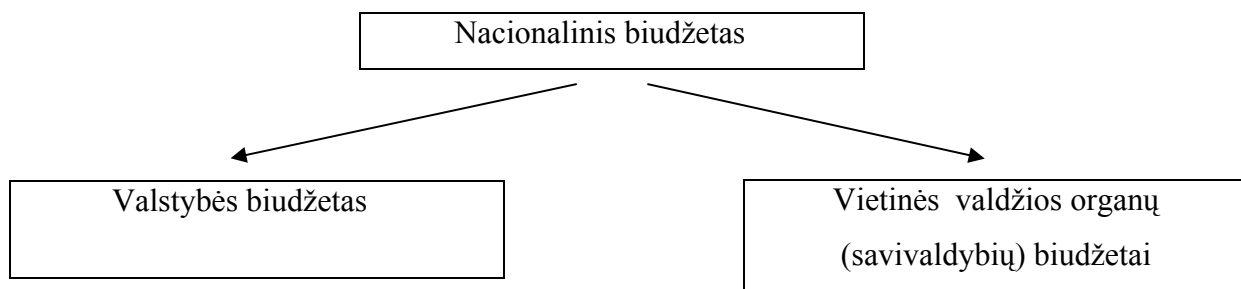 Nacionalinis biudžetas
Valstybės biudžetas
Vietinės valdžios organų
(savivaldybių) biudžetai